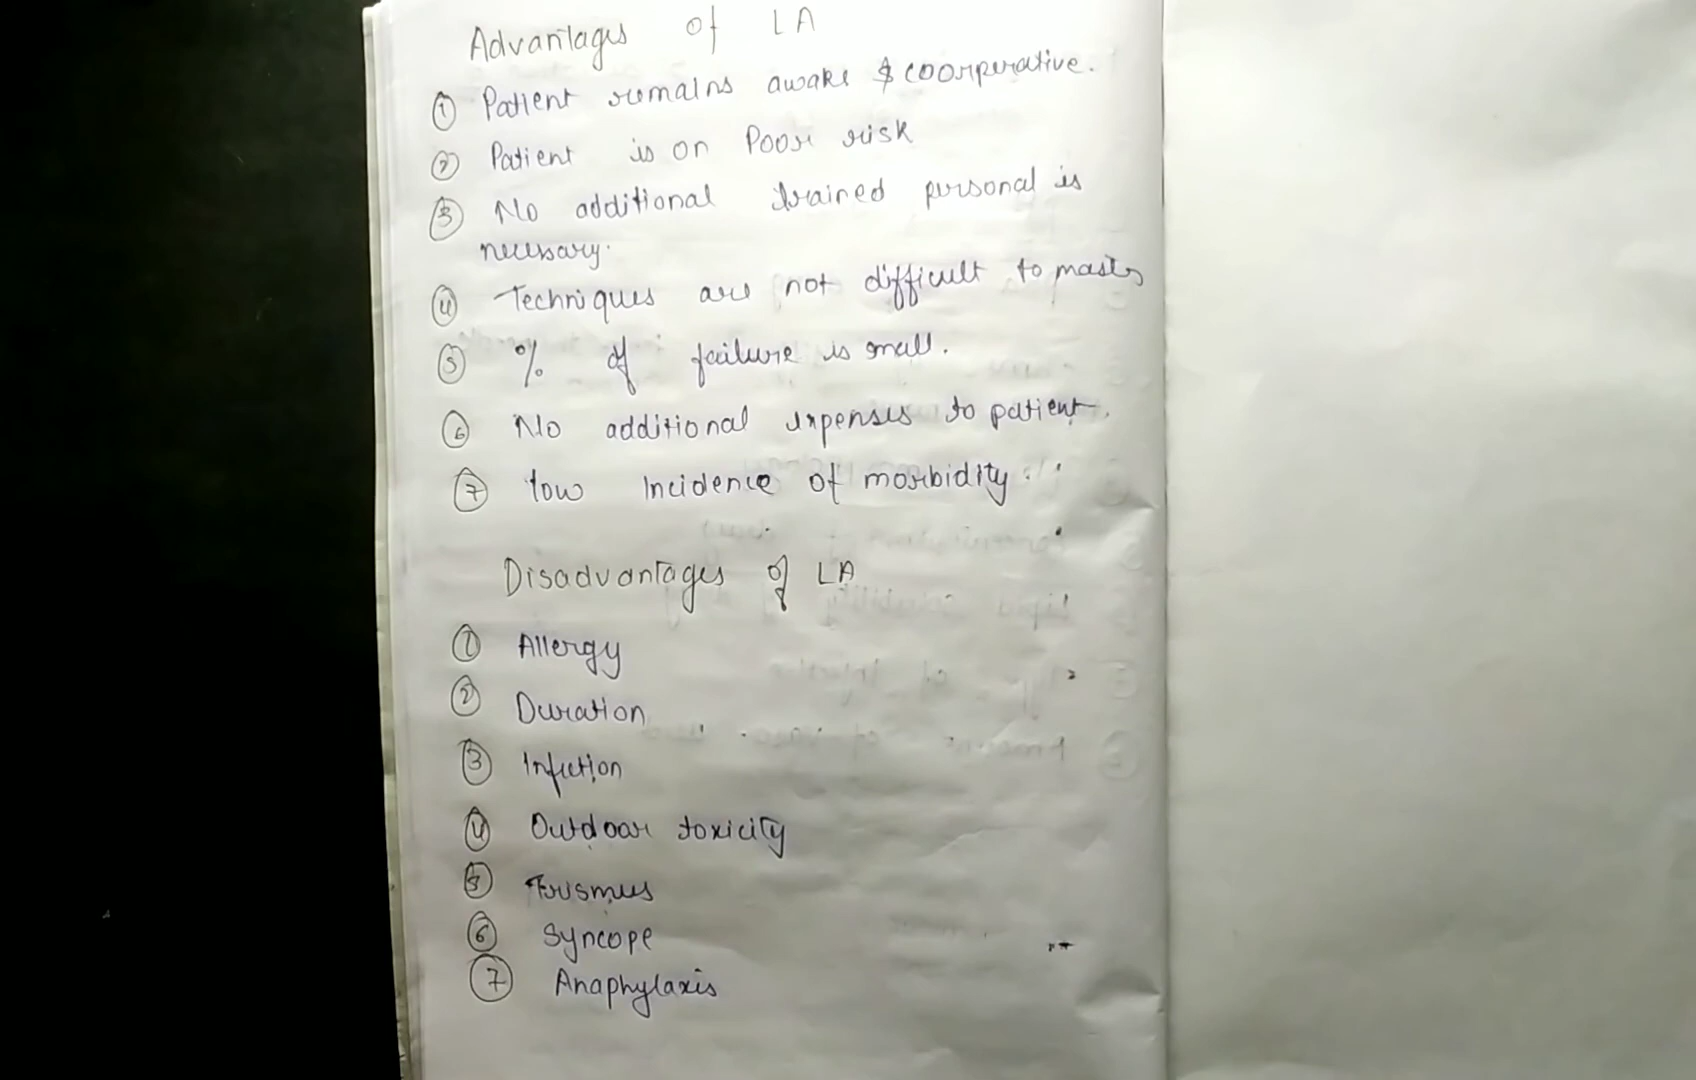 Advantages of LA
① Patient remains awake & coorperative.
② Patient is on Poor risk
③ No additional trained personal is
necessary.
④ Techniques are not difficult to master
⑤ % of failure is small.
⑥ No additional expenses to patient.
⑦ low Incidence of morbidity.
Disadvantages of LA
① Allergy
② Duration
③ Infection
④ Outdoar toxicity
⑤ Trismus
⑥ Syncope
⑦ Anaphylaxis